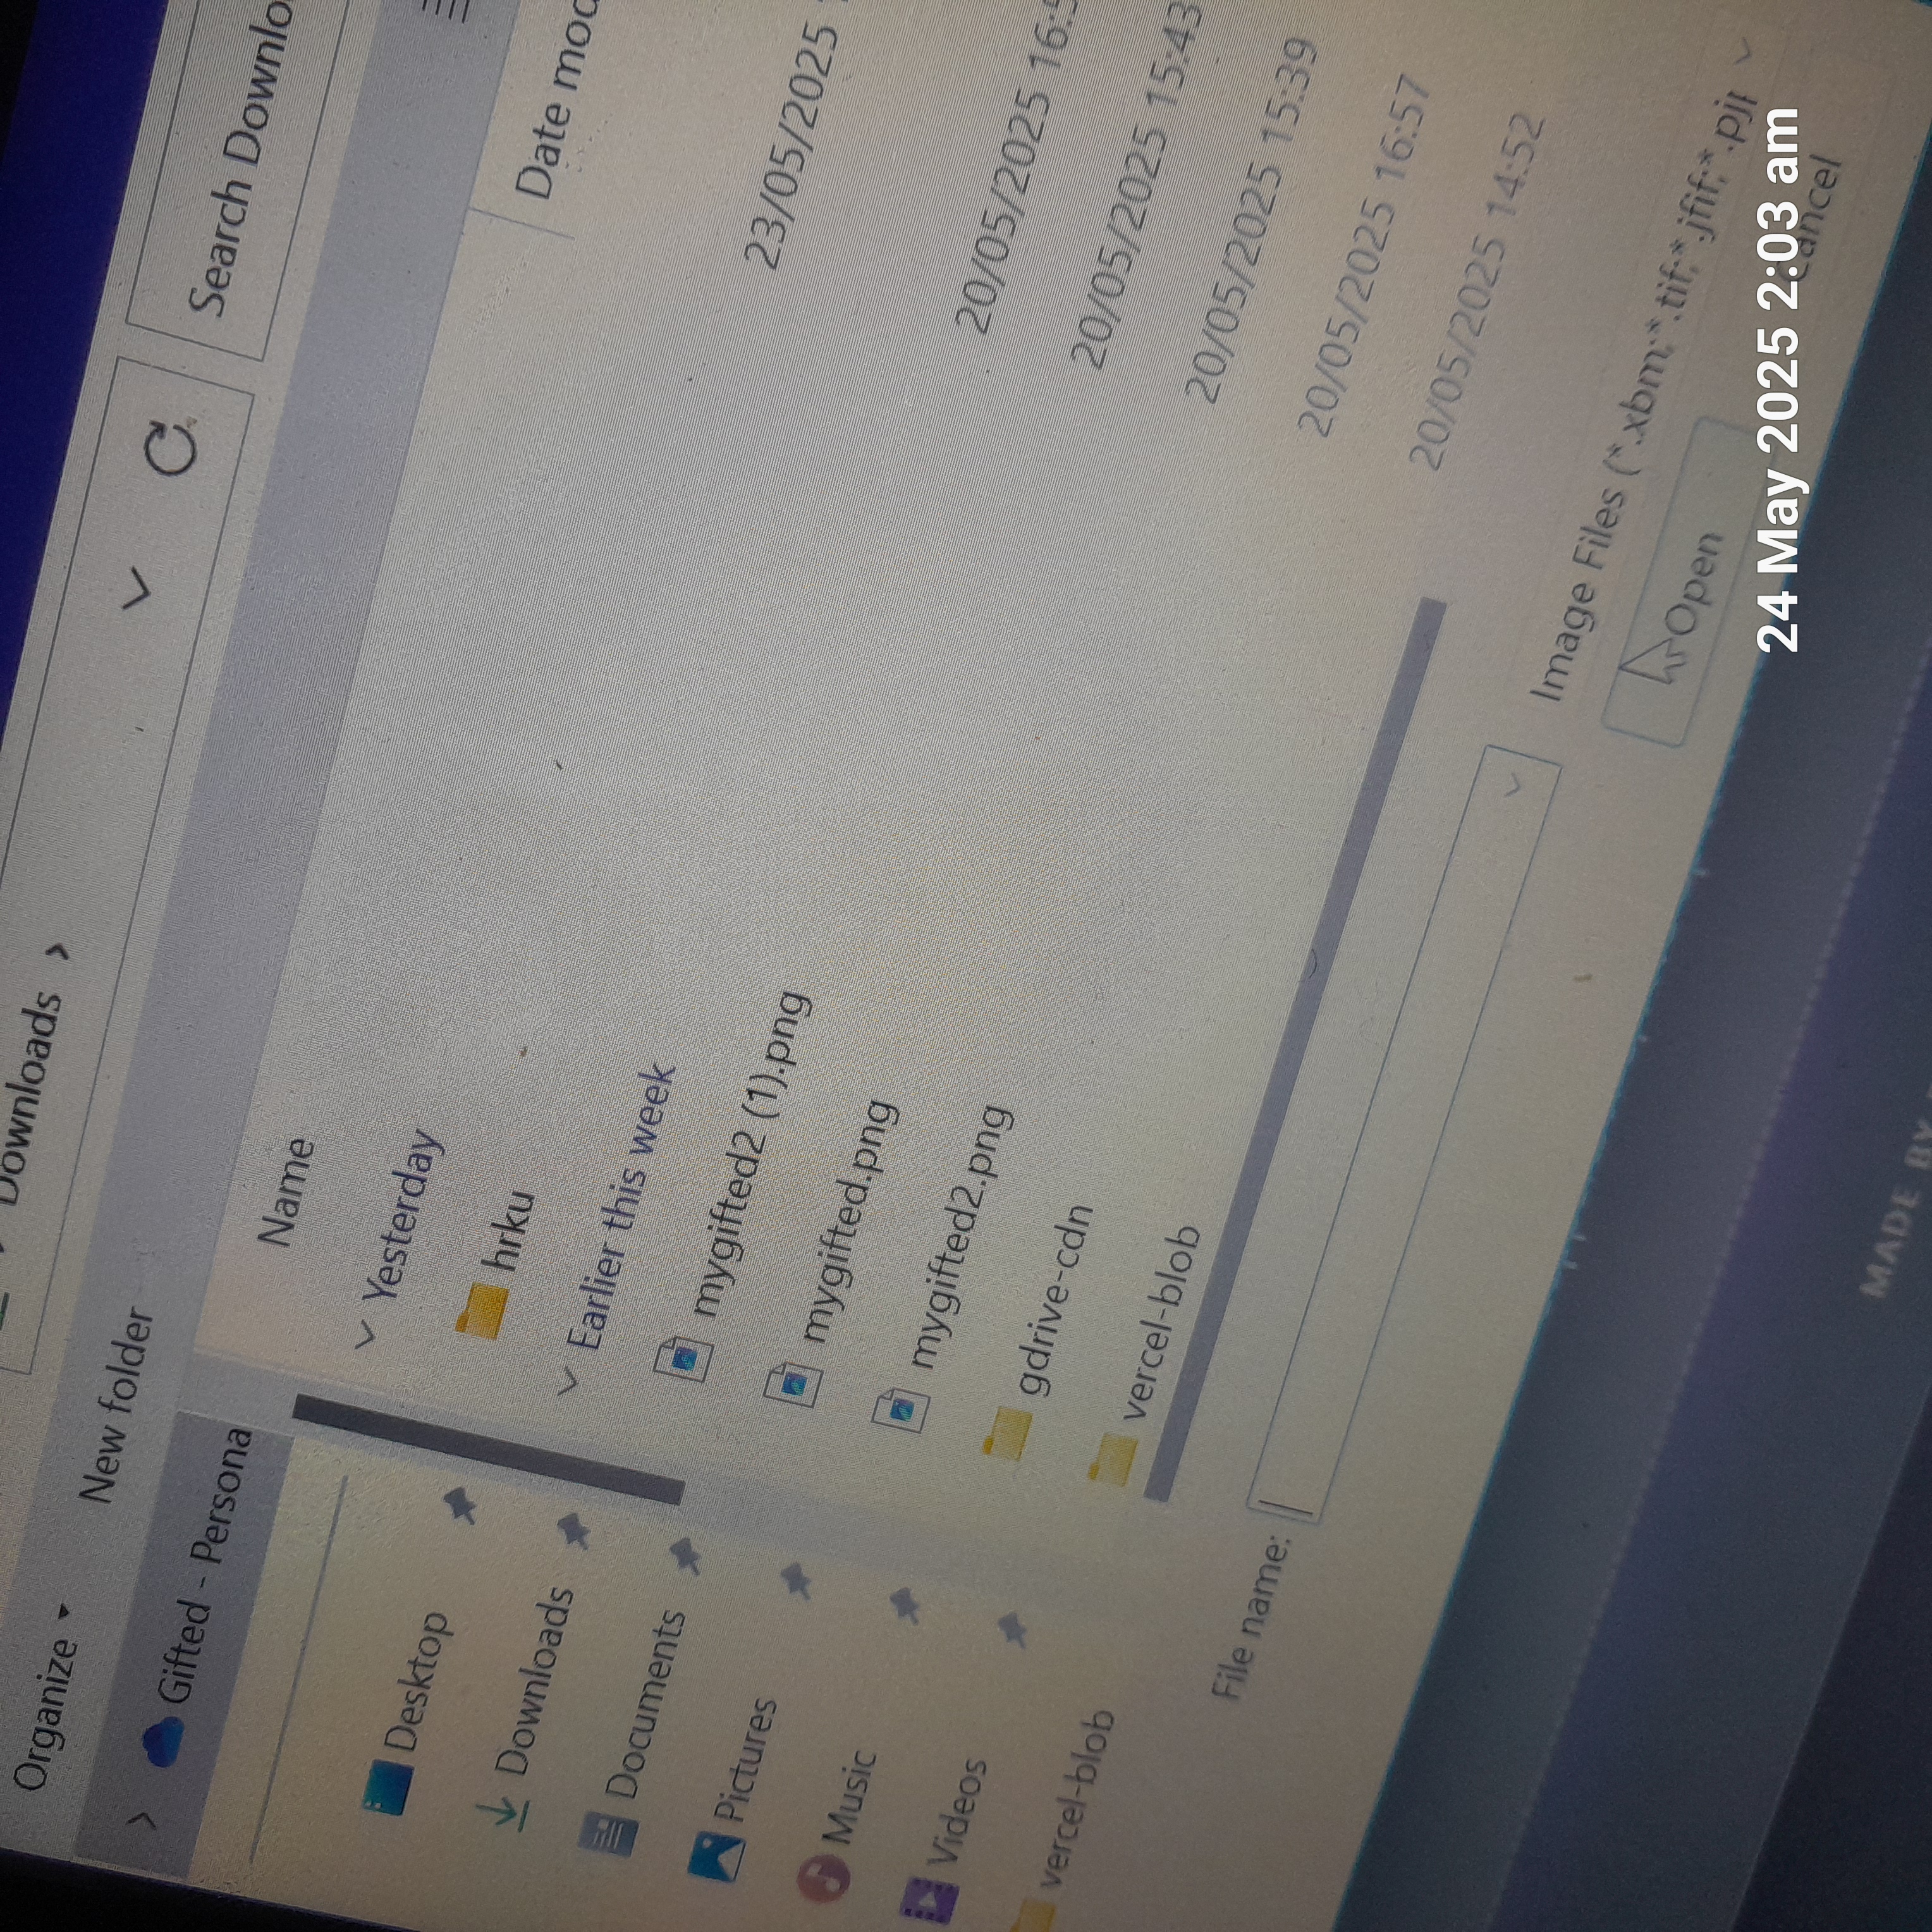 Downloads
Organize
New folder
Search Downlo
Gifted - Persona
Name
Date mod
Desktop
Downloads
Documents
Pictures
Music
Videos
vercel-blob
Yesterday
hrku
23/05/2025
Earlier this week
mygifted2 (1).png
20/05/2025 16:5
mygifted.png
20/05/2025 15:43
mygifted2.png
20/05/2025 15:39
gdrive-cdn
20/05/2025 16:57
vercel-blob
20/05/2025 14:52
File name:
Image Files (*.xbm;*.tif;*.jfif;*.pjp
Open
Cancel
24 May 2025 2:03 am
MADE BY